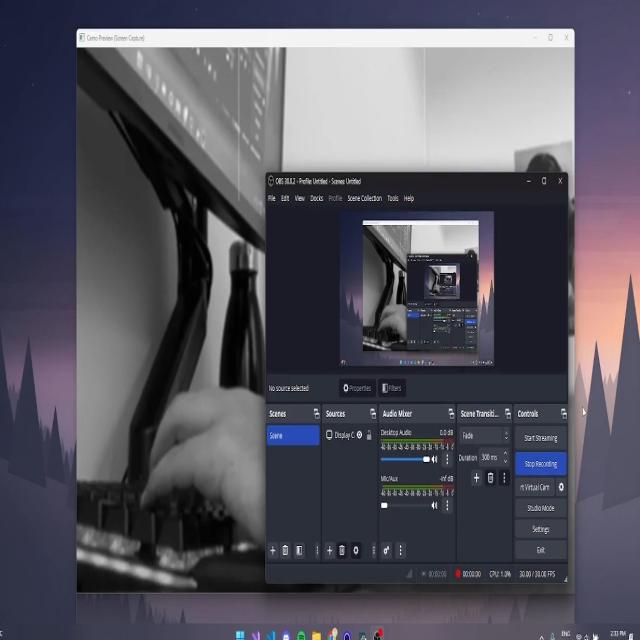 Camo Preview (Screen Capture)
OBS 30.0.2 - Profile: Untitled - Scenes: Untitled
File Edit View Docks Profile Scene Collection Tools Help
No source selected
Properties
Filters
Scenes
Sources
Audio Mixer
Scene Transiti...
Controls
Scene
Display C
Desktop Audio
0.0 dB
Fade
Start Streaming
Duration
300 ms
Stop Recording
Mic/Aux
-inf dB
rt Virtual Cam
Studio Mode
Settings
Exit
00:00:00
00:00:00
CPU: 1.0%
30.00 / 30.00 FPS
ENG
2:33 PM